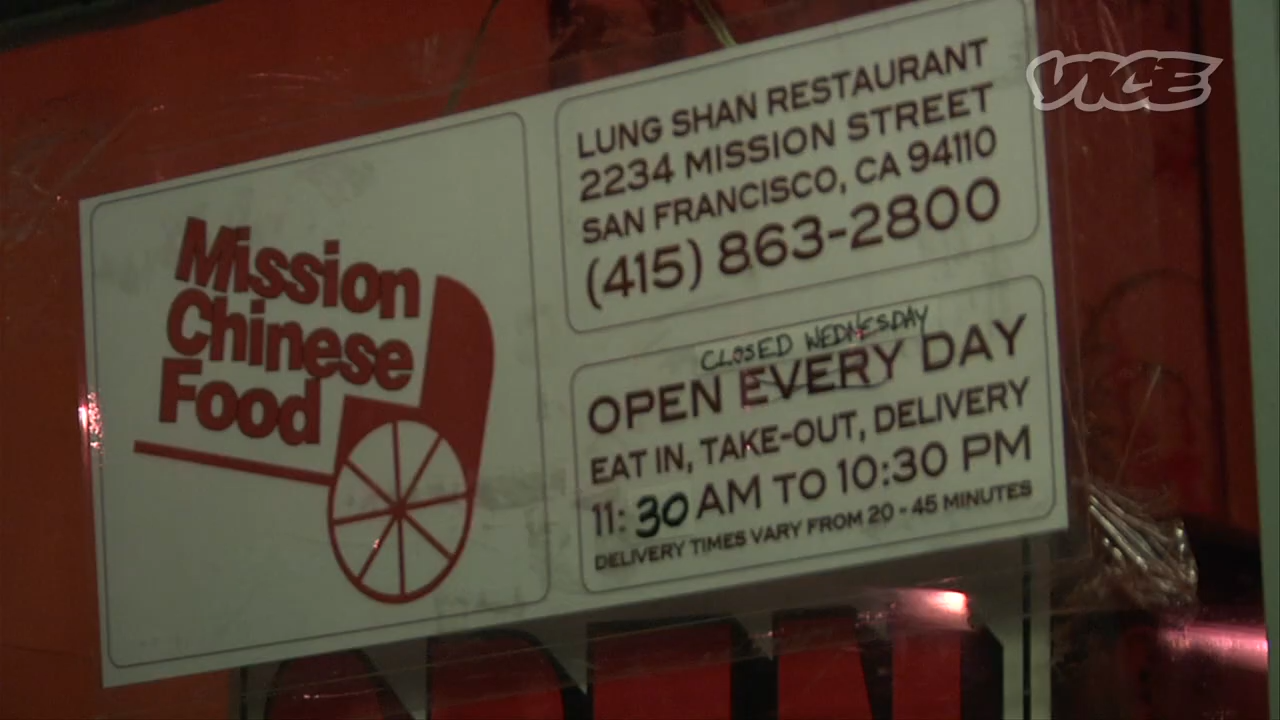 VICE
Mission
Chinese
Food
LUNG SHAN RESTAURANT
2234 MISSION STREET
SAN FRANCISCO, CA 94110
(415) 863-2800
CLOSED WEDNESDAY
OPEN EVERY DAY
EAT IN, TAKE-OUT, DELIVERY
11:30 AM TO 10:30 PM
DELIVERY TIMES VARY FROM 20 - 45 MINUTES